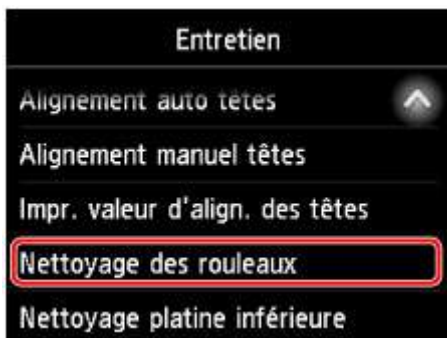 Entretien
Alignement auto têtes
Alignement manuel têtes
Impr. valeur d'align. des têtes
Nettoyage des rouleaux
Nettoyage platine inférieure